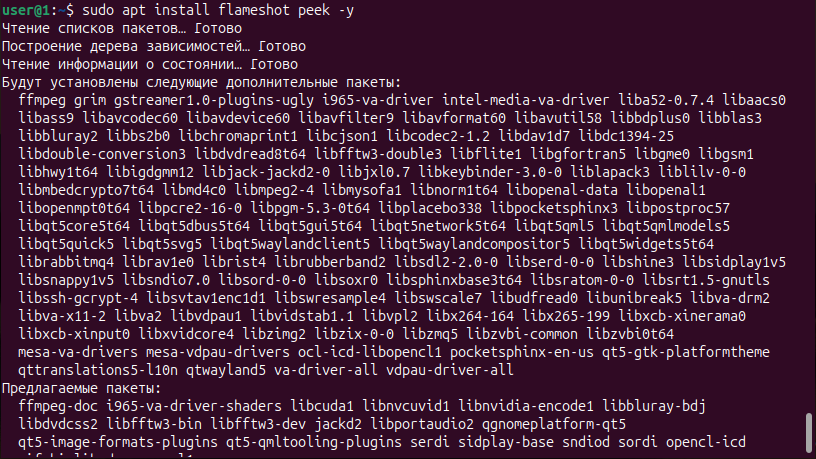 user@1:~$ sudo apt install flameshot peek -y
Чтение списков пакетов… Готово
Построение дерева зависимостей… Готово
Чтение информации о состоянии… Готово
Будут установлены следующие дополнительные пакеты:
ffmpeg grim gstreamer1.0-plugins-ugly i965-va-driver intel-media-va-driver liba52-0.7.4 libaacs0
libass9 libavcodec60 libavdevice60 libavfilter9 libavformat60 libavutil58 libbdplus0 libblas3
libbluray2 libbs2b0 libchromaprint1 libcjson1 libcodec2-1.2 libdav1d7 libdc1394-25
libdouble-conversion3 libdvdread8t64 libfftw3-double3 libflite1 libgfortran5 libgme0 libgsm1
libhwy1t64 libigdgmm12 libjack-jackd2-0 libjxl0.7 libkeybinder-3.0-0 liblapack3 liblilv-0-0
libmbedcrypto7t64 libmd4c0 libmpeg2-4 libmysofa1 libnorm1t64 libopenal-data libopenal1
libopenmpt0t64 libpcre2-16-0 libpgm-5.3-0t64 libplacebo338 libpocketsphinx3 libpostproc57
libqt5core5t64 libqt5dbus5t64 libqt5gui5t64 libqt5network5t64 libqt5qml5 libqt5qmlmodels5
libqt5quick5 libqt5svg5 libqt5waylandclient5 libqt5waylandcompositor5 libqt5widgets5t64
librabbitmq4 librav1e0 librist4 librubberband2 libsdl2-2.0-0 libserd-0-0 libshine3 libsidplay1v5
libsnappy1v5 libsndio7.0 libsord-0-0 libsoxr0 libsphinxbase3t64 libsratom-0-0 libsrt1.5-gnutls
libssh-gcrypt-4 libsvtav1enc1d1 libswresample4 libswscale7 libudfread0 libunibreak5 libva-drm2
libva-x11-2 libva2 libvdpau1 libvidstab1.1 libvpl2 libx264-164 libx265-199 libxcb-xinerama0
libxcb-xinput0 libxvidcore4 libzimg2 libzix-0-0 libzmq5 libzvbi-common libzvbi0t64
mesa-va-drivers mesa-vdpau-drivers ocl-icd-libopencl1 pocketsphinx-en-us qt5-gtk-platformtheme
qttranslations5-l10n qtwayland5 va-driver-all vdpau-driver-all
Предлагаемые пакеты:
ffmpeg-doc i965-va-driver-shaders libcuda1 libnvcuvid1 libnvidia-encode1 libbluray-bdj
libdvdcss2 libfftw3-bin libfftw3-dev jackd2 libportaudio2 qgnomeplatform-qt5
qt5-image-formats-plugins qt5-qmltooling-plugins serdi sidplay-base sndiod sordi opencl-icd